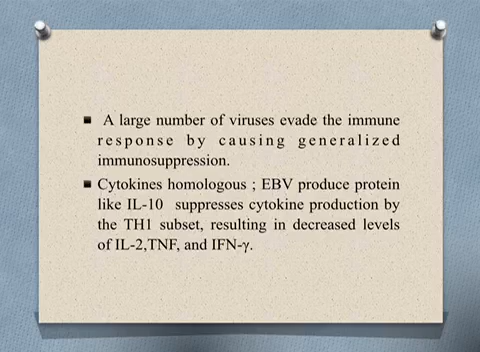 ▪ A large number of viruses evade the immune
response by causing generalized
immunosuppression.
▪ Cytokines homologous ; EBV produce protein
like IL-10 suppresses cytokine production by
the TH1 subset, resulting in decreased levels
of IL-2,TNF, and IFN-γ.